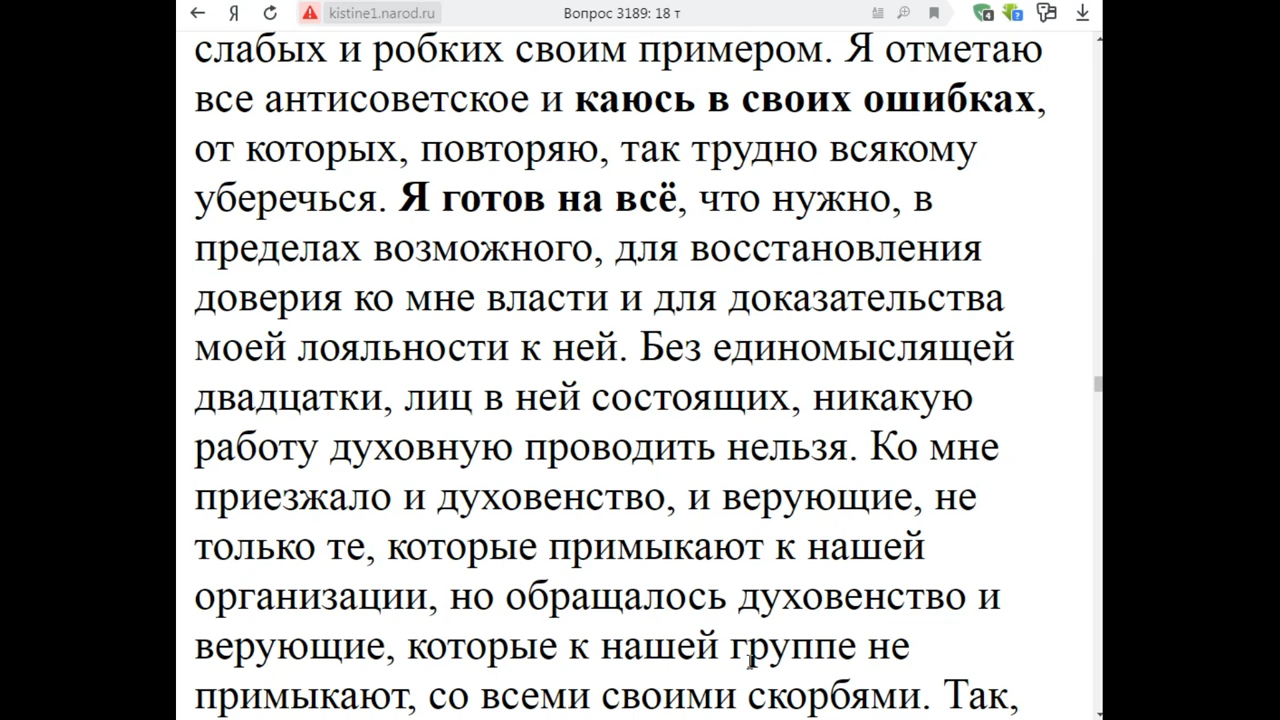 kistine1.narod.ru
Вопрос 3189: 18 т
слабых и робких своим примером. Я отметаю
все антисоветское и каюсь в своих ошибках,
от которых, повторяю, так трудно всякому
уберечься. Я готов на всё, что нужно, в
пределах возможного, для восстановления
доверия ко мне власти и для доказательства
моей лояльности к ней. Без единомыслящей
двадцатки, лиц в ней состоящих, никакую
работу духовную проводить нельзя. Ко мне
приезжало и духовенство, и верующие, не
только те, которые примыкают к нашей
организации, но обращалось духовенство и
верующие, которые к нашей группе не
примыкают, со всеми своими скорбями. Так,